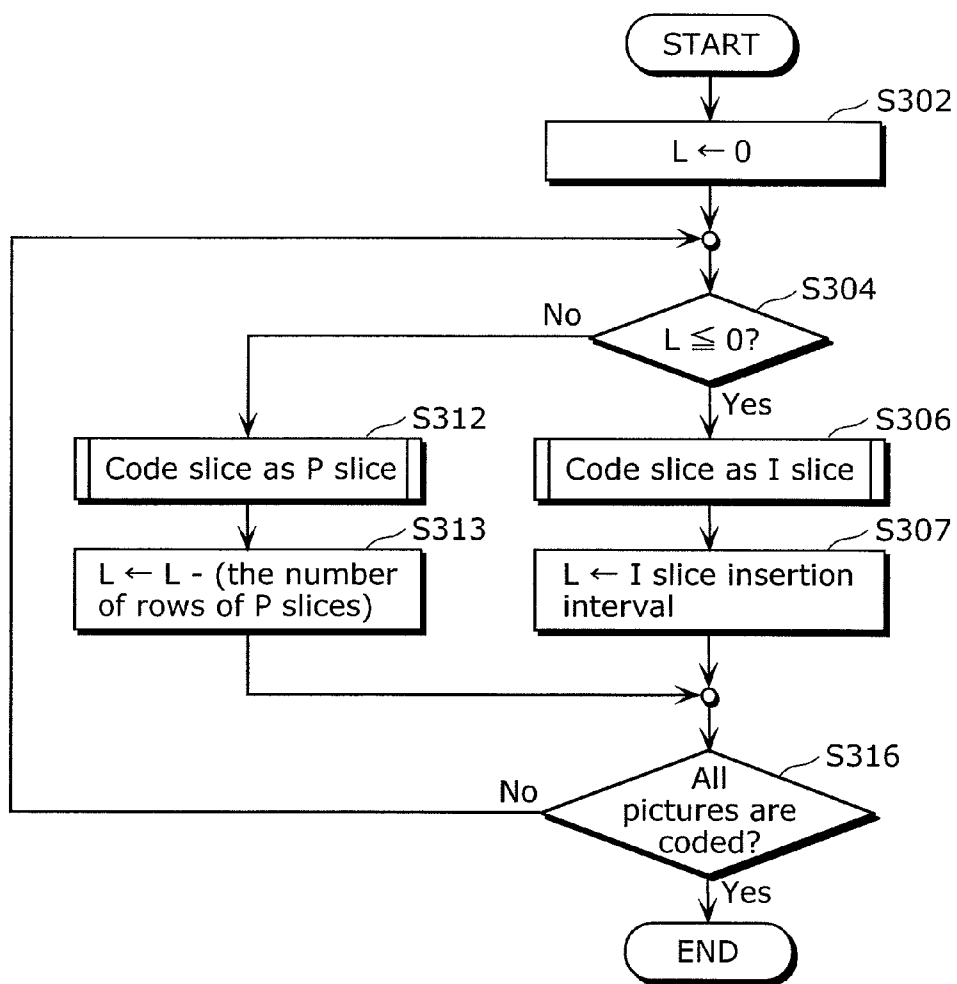 START
S302
L ← 0
S304
No
L ≦ 0?
Yes
S312
S306
Code slice as P slice
Code slice as I slice
S313
S307
L ← L - (the number
of rows of P slices)
L ← I slice insertion
interval
S316
No
All
pictures are
coded?
Yes
END